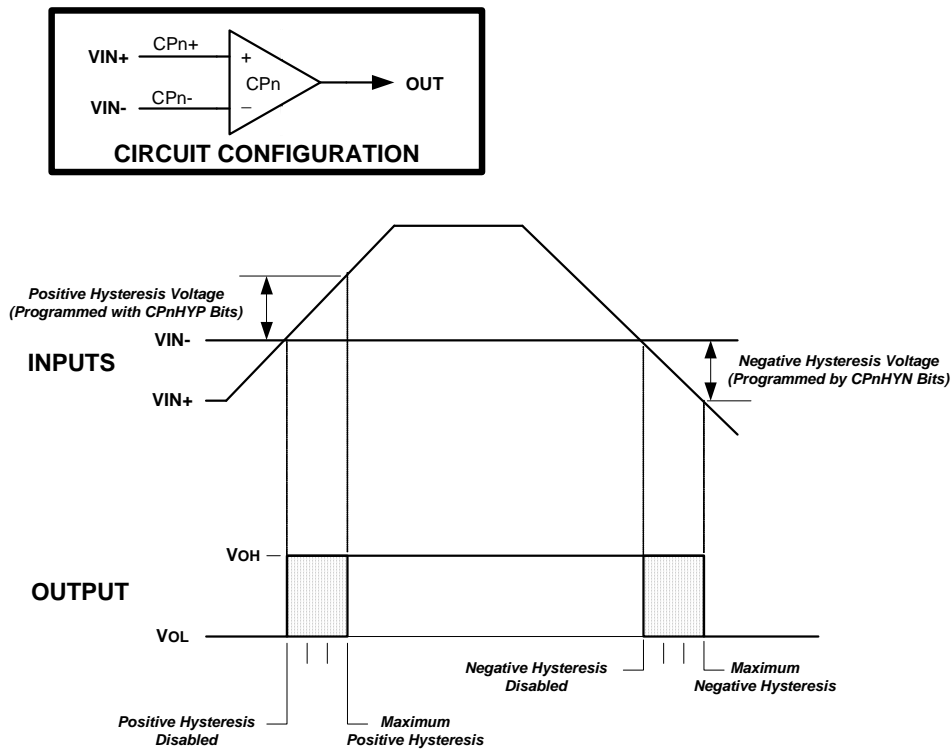 VIN+
CPn+
+
CPn
OUT
VIN-
CPn-
_
CIRCUIT CONFIGURATION
Positive Hysteresis Voltage
(Programmed with CPnHYP Bits)
VIN-
INPUTS
Negative Hysteresis Voltage
(Programmed by CPnHYN Bits)
VIN+
VOH
OUTPUT
VOL
Negative Hysteresis
Disabled
Maximum
Negative Hysteresis
Positive Hysteresis
Disabled
Maximum
Positive Hysteresis